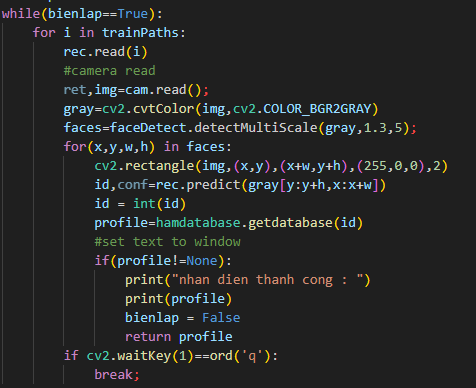 while(bienlap==True):
for i in trainPaths:
rec.read(i)
#camera read
ret,img=cam.read();
gray=cv2.cvtColor(img,cv2.COLOR_BGR2GRAY)
faces=faceDetect.detectMultiScale(gray,1.3,5);
for(x,y,w,h) in faces:
cv2.rectangle(img,(x,y),(x+w,y+h),(255,0,0),2)
id,conf=rec.predict(gray[y:y+h,x:x+w])
id = int(id)
profile=hamdatabase.getdatabase(id)
#set text to window
if(profile!=None):
print("nhan dien thanh cong : ")
print(profile)
bienlap = False
return profile
if cv2.waitKey(1)==ord('q'):
break;